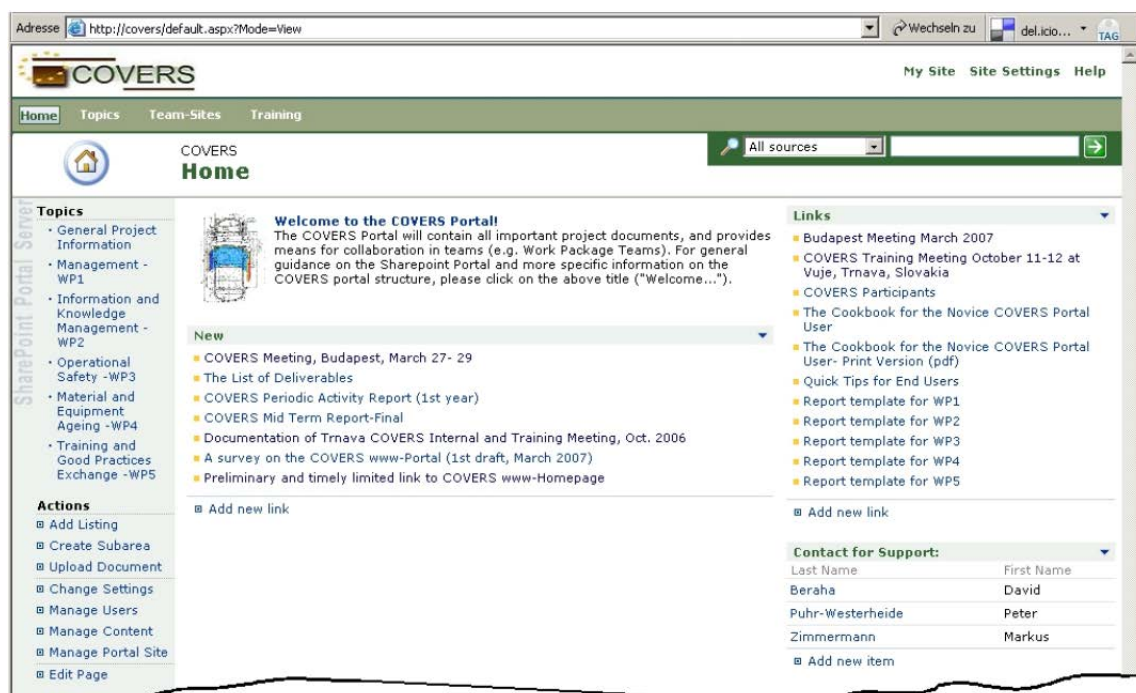 Adresse http://covers/default.aspx?Mode=View Wechseln zu del.icio... TAG
COVERS
My Site Site Settings Help
Home Topics Team-Sites Training
COVERS
Home
All sources
SharePoint Portal Server
Topics
General Project
Information
Management -
WP1
Information and
Knowledge
Management -
WP2
Operational
Safety -WP3
Material and
Equipment
Ageing -WP4
Training and
Good Practices
Exchange -WP5
Actions
Add Listing
Create Subarea
Upload Document
Change Settings
Manage Users
Manage Content
Manage Portal Site
Edit Page
Welcome to the COVERS Portal!
The COVERS Portal will contain all important project documents, and provides
means for collaboration in teams (e.g. Work Package Teams). For general
guidance on the Sharepoint Portal and more specific information on the
COVERS portal structure, please click on the above title ("Welcome...").
New
COVERS Meeting, Budapest, March 27- 29
The List of Deliverables
COVERS Periodic Activity Report (1st year)
COVERS Mid Term Report-Final
Documentation of Trnava COVERS Internal and Training Meeting, Oct. 2006
A survey on the COVERS www-Portal (1st draft, March 2007)
Preliminary and timely limited link to COVERS www-Homepage
Add new link
Links
Budapest Meeting March 2007
COVERS Training Meeting October 11-12 at
Vuje, Trnava, Slovakia
COVERS Participants
The Cookbook for the Novice COVERS Portal
User
The Cookbook for the Novice COVERS Portal
User- Print Version (pdf)
Quick Tips for End Users
Report template for WP1
Report template for WP2
Report template for WP3
Report template for WP4
Report template for WP5
Add new link
Contact for Support:
Last Name First Name
Beraha David
Puhr-Westerheide Peter
Zimmermann Markus
Add new item